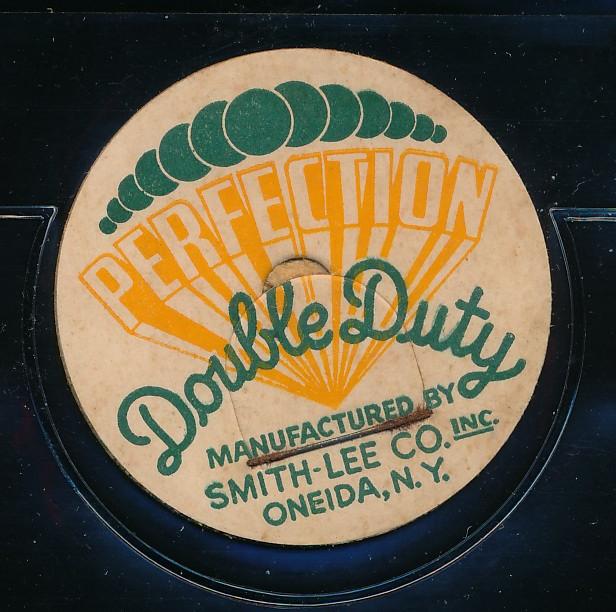 PERFECTION
Double Duty
MANUFACTURED BY
SMITH-LEE CO. INC.
ONEIDA, N.Y.